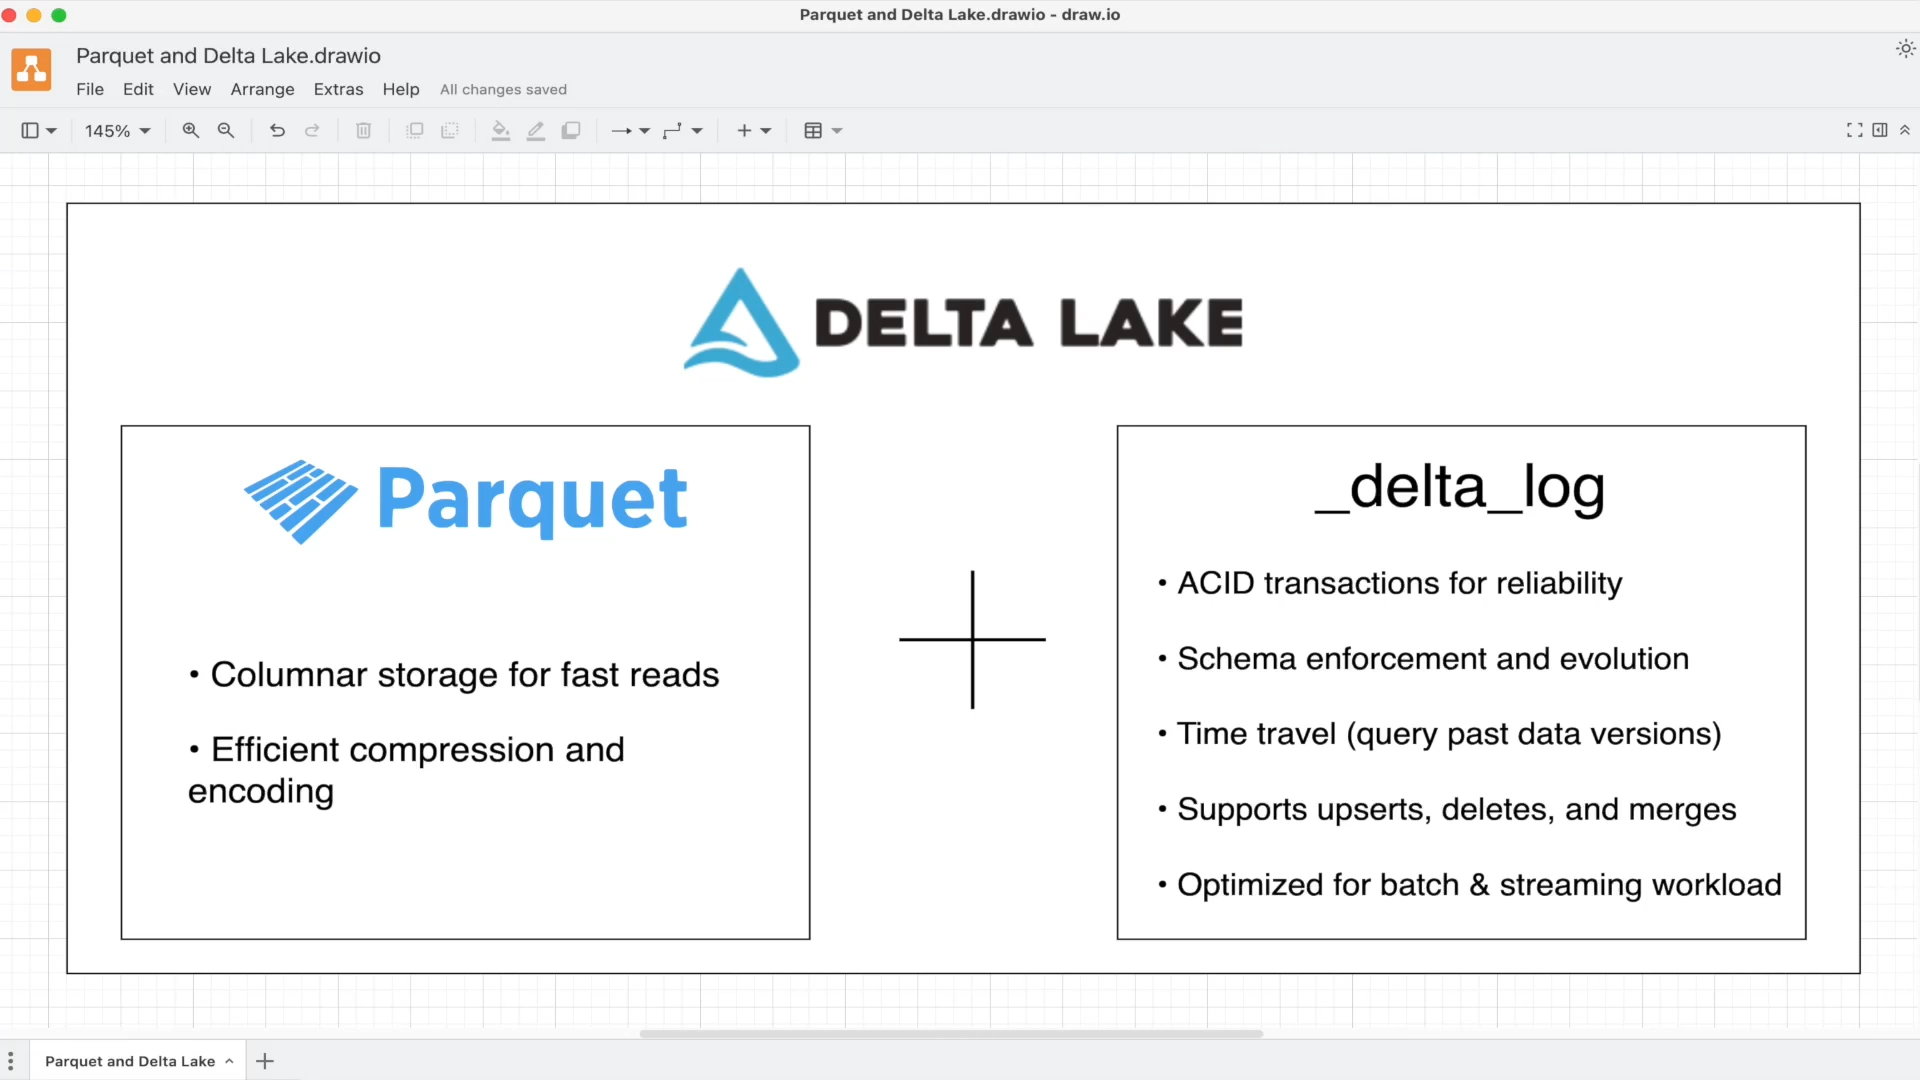 Parquet and Delta Lake.drawio - draw.io
Parquet and Delta Lake.drawio
File Edit View Arrange Extras Help All changes saved
145%
DELTA LAKE
Parquet
• Columnar storage for fast reads
• Efficient compression and
encoding
_delta_log
• ACID transactions for reliability
• Schema enforcement and evolution
• Time travel (query past data versions)
• Supports upserts, deletes, and merges
• Optimized for batch & streaming workload
Parquet and Delta Lake